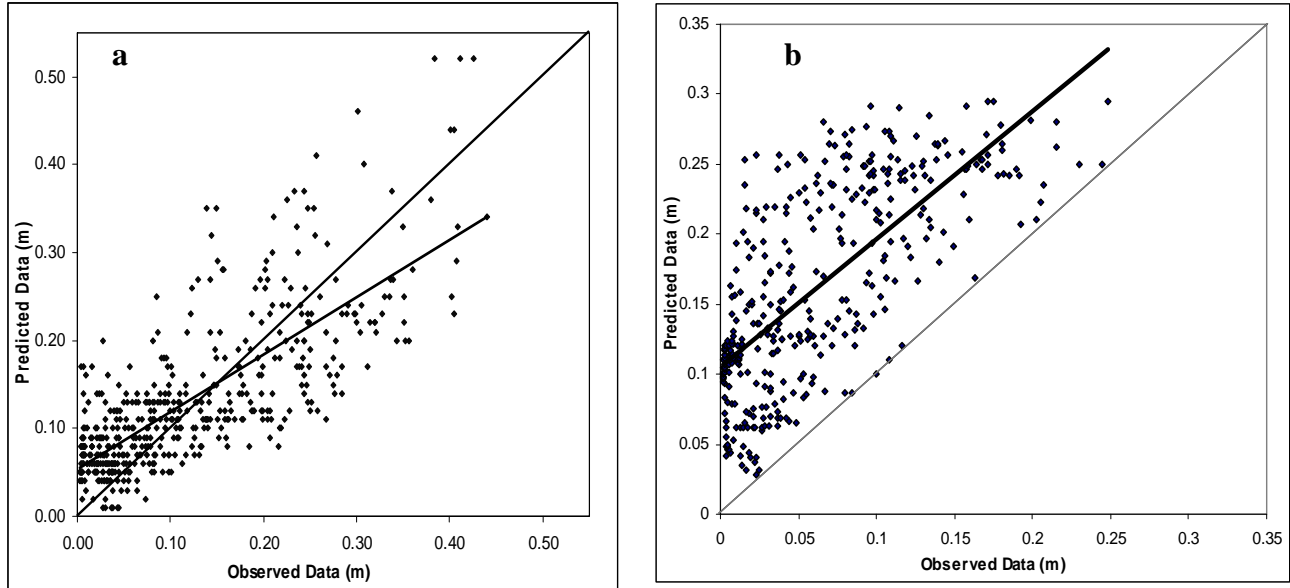 a
0.50
0.40
0.30
0.20
0.10
0.00
Predicted Data (m)
0.00 0.10 0.20 0.30 0.40 0.50
Observed Data (m)
b
0.35
0.3
0.25
0.2
0.15
0.1
0.05
0
Predicted Data (m)
0 0.05 0.1 0.15 0.2 0.25 0.3 0.35
Observed Data (m)